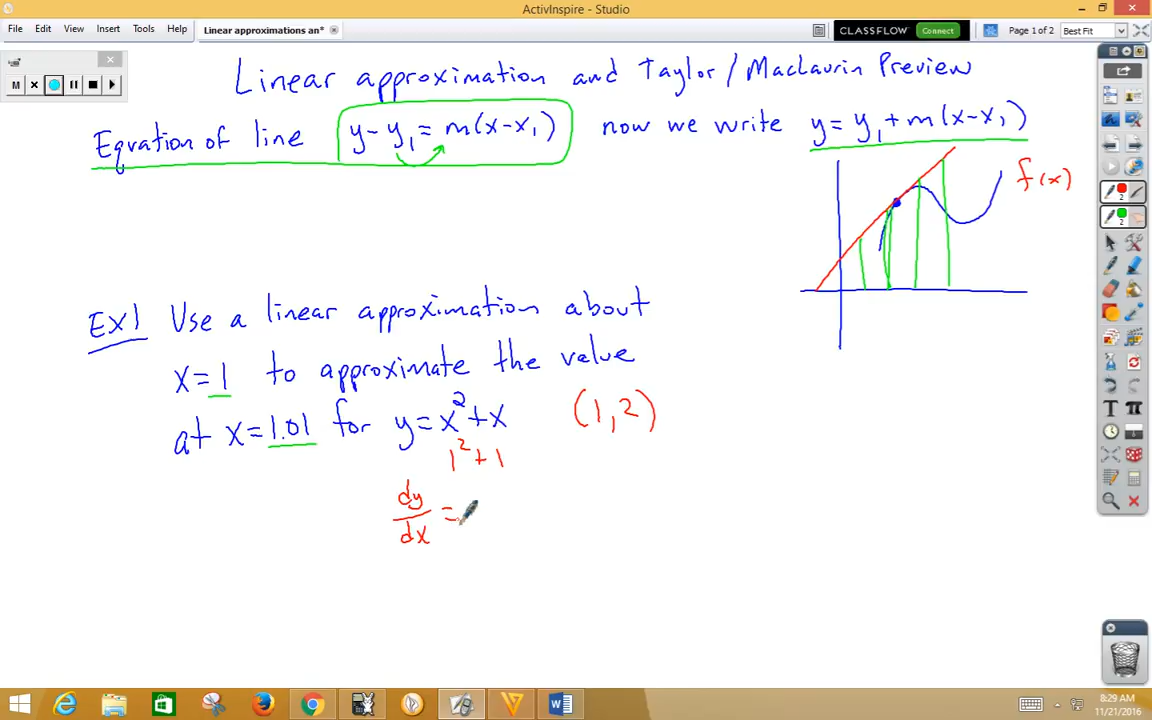 ActivInspire - Studio
File Edit View Insert Tools Help
Linear approximations an*
CLASSFLOW Connect
Page 1 of 2
Best Fit
Linear approximation and Taylor/Maclaurin Preview
Equation of line y-y₁=m(x-x₁) now we write y=y₁+m(x-x₁)
f(x)
EX1 Use a linear approximation about
x=1 to approximate the value
at x=1.01 for y=x²+x (1,2)
1²+1
dy/dx =
2
2
8:29 AM
11/21/2016